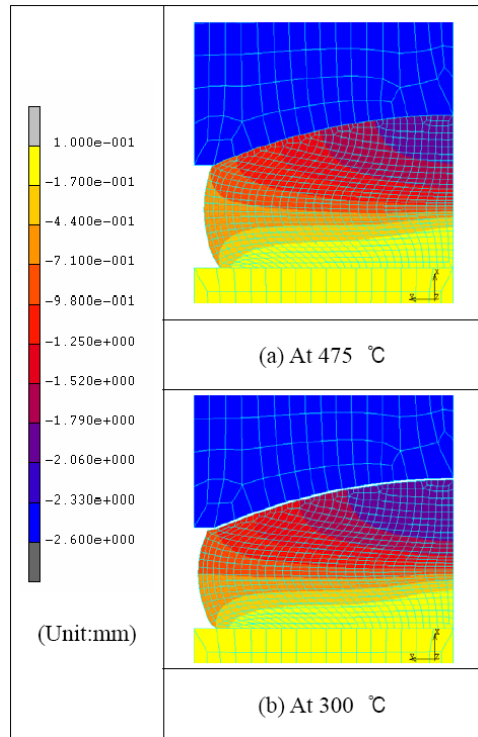 1.000e-001
-1.700e-001
-4.400e-001
-7.100e-001
-9.800e-001
-1.250e+000
-1.520e+000
-1.790e+000
-2.060e+000
-2.330e+000
-2.600e+000
(Unit:mm)
(a) At 475 ℃
(b) At 300 ℃